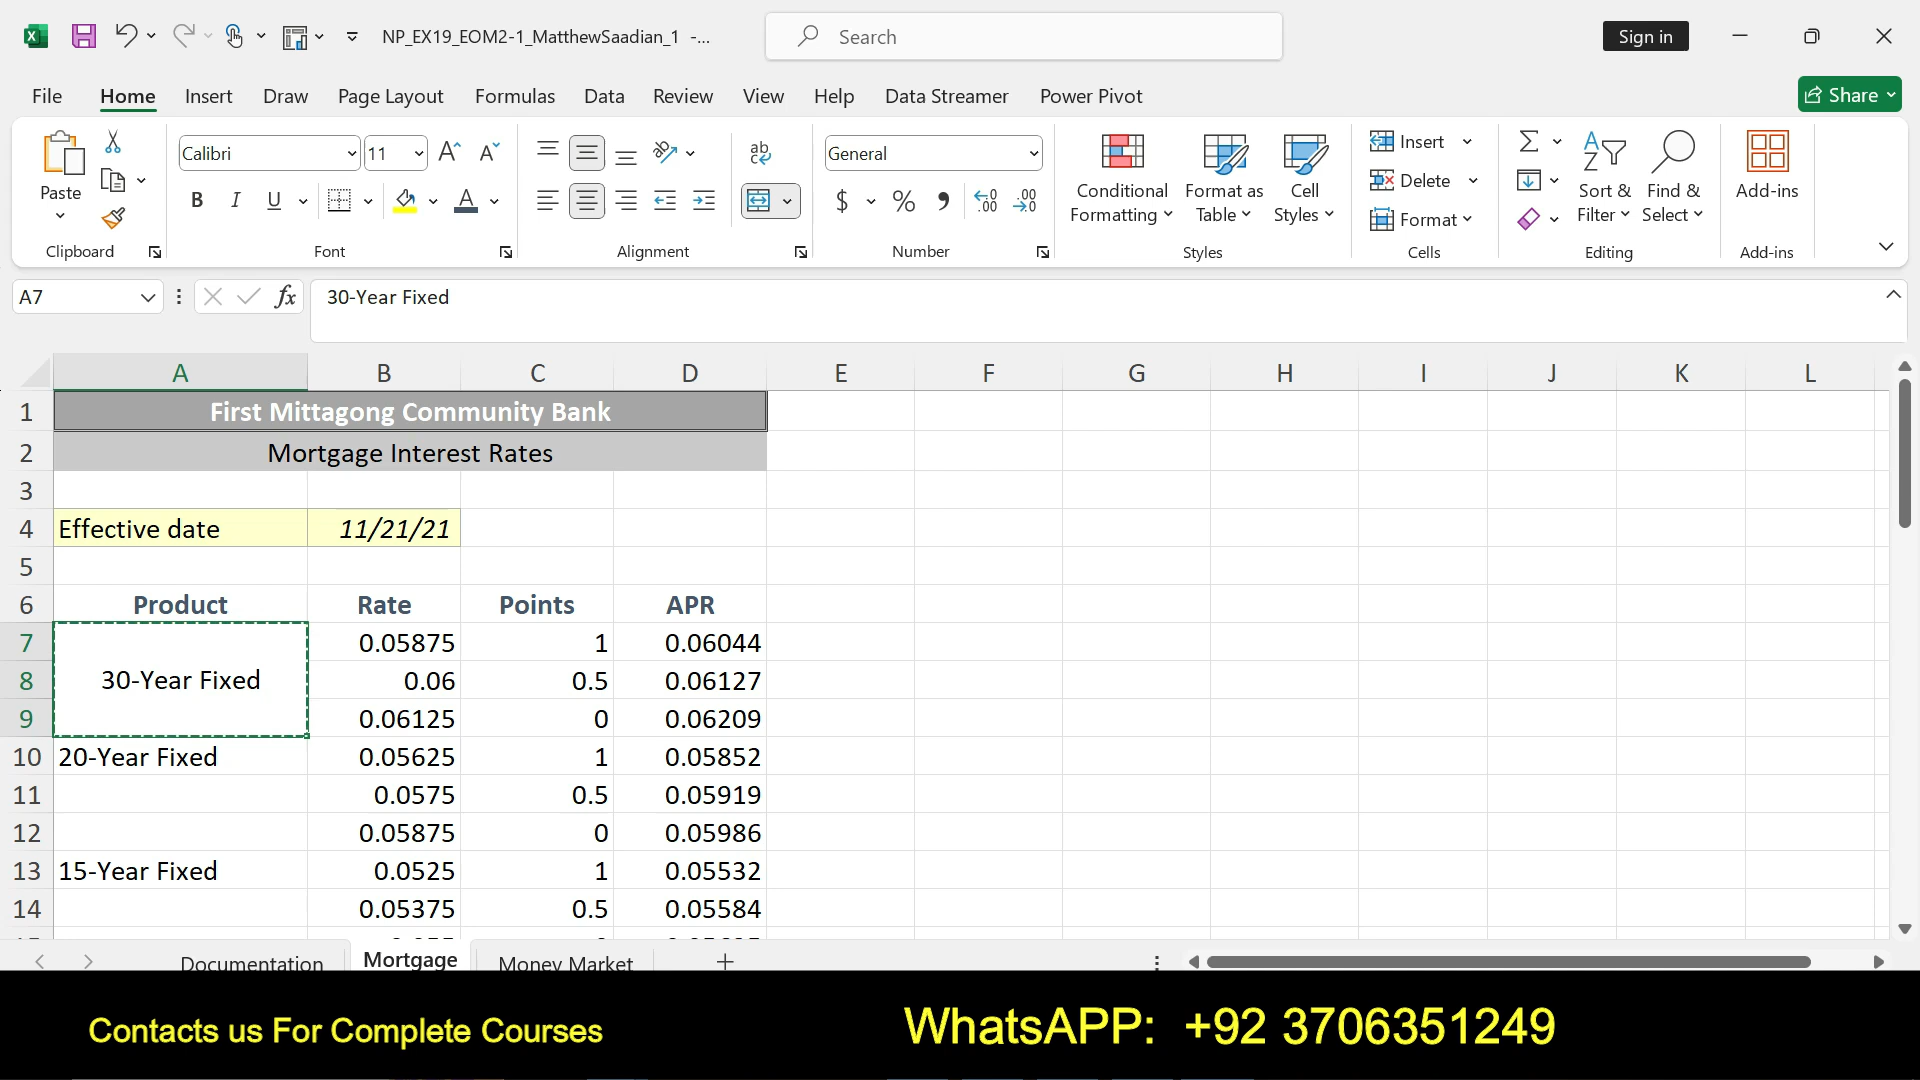 NP_EX19_EOM2-1_MatthewSaadian_1 -...
Search
Sign in
File Home Insert Draw Page Layout Formulas Data Review View Help Data Streamer Power Pivot
Share
Paste
Clipboard
Calibri 11
B I U
Font
ab
Alignment
General
$ %
Number
Conditional Formatting
Format as Table
Cell Styles
Styles
Insert
Delete
Format
Cells
Sort & Filter
Find & Select
Editing
Add-ins
Add-ins
A7 fx 30-Year Fixed
A B C D E F G H I J K L
1 First Mittagong Community Bank
2 Mortgage Interest Rates
3
4 Effective date 11/21/21
5
6 Product Rate Points APR
7 0.05875 1 0.06044
8 30-Year Fixed 0.06 0.5 0.06127
9 0.06125 0 0.06209
10 20-Year Fixed 0.05625 1 0.05852
11 0.0575 0.5 0.05919
12 0.05875 0 0.05986
13 15-Year Fixed 0.0525 1 0.05532
14 0.05375 0.5 0.05584
Documentation Mortgage Money Market
Contacts us For Complete Courses
WhatsAPP: +92 3706351249